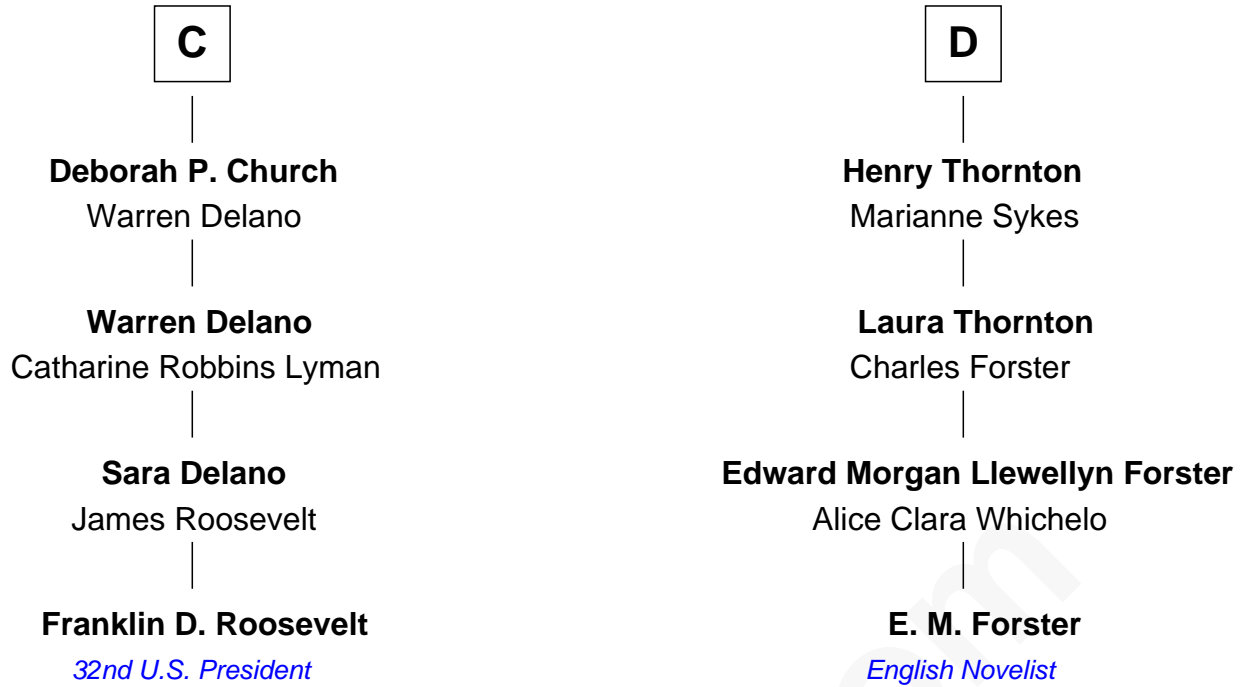 C
Deborah P. Church
Warren Delano
Warren Delano
Catharine Robbins Lyman
Sara Delano
James Roosevelt
Franklin D. Roosevelt
32nd U.S. President
D
Henry Thornton
Marianne Sykes
Laura Thornton
Charles Forster
Edward Morgan Llewellyn Forster
Alice Clara Whichelo
E. M. Forster
English Novelist